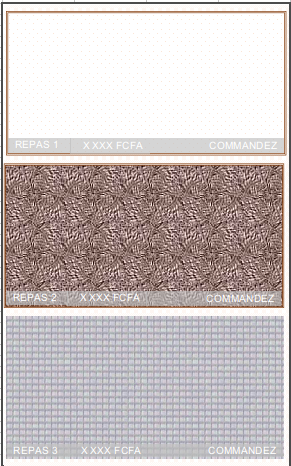 REPAS 1 X XXX FCFA COMMANDEZ
REPAS 2 X XXX FCFA COMMANDEZ
REPAS 3 X XXX FCFA COMMANDEZ